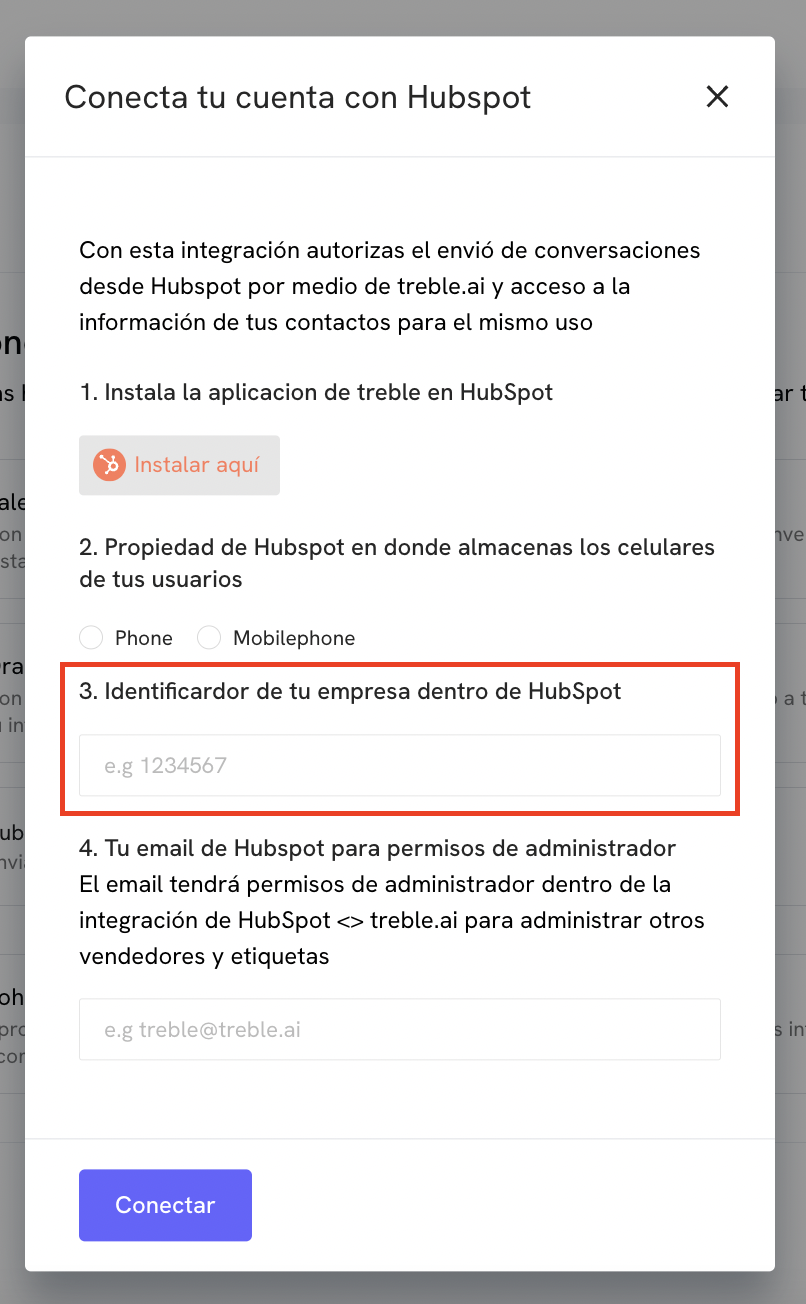 Conecta tu cuenta con Hubspot
Con esta integración autorizas el envió de conversaciones
desde Hubspot por medio de treble.ai y acceso a la
información de tus contactos para el mismo uso
1. Instala la aplicacion de treble en HubSpot
Instalar aquí
2. Propiedad de Hubspot en donde almacenas los celulares
de tus usuarios
Phone Mobilephone
3. Identificardor de tu empresa dentro de HubSpot
e.g 1234567
4. Tu email de Hubspot para permisos de administrador
El email tendrá permisos de administrador dentro de la
integración de HubSpot <> treble.ai para administrar otros
vendedores y etiquetas
e.g treble@treble.ai
Conectar